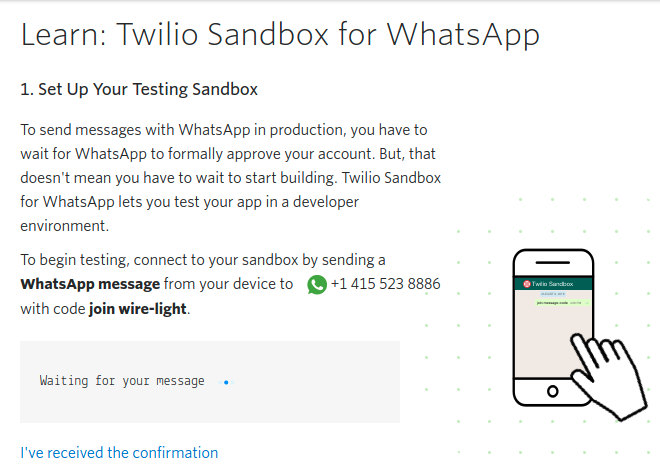 Learn: Twilio Sandbox for WhatsApp
1. Set Up Your Testing Sandbox
To send messages with WhatsApp in production, you have to
wait for WhatsApp to formally approve your account. But, that
doesn't mean you have to wait to start building. Twilio Sandbox
for WhatsApp lets you test your app in a developer
environment.
To begin testing, connect to your sandbox by sending a
WhatsApp message from your device to +1 415 523 8886
with code join wire-light.
Twilio Sandbox
Waiting for your message
I've received the confirmation